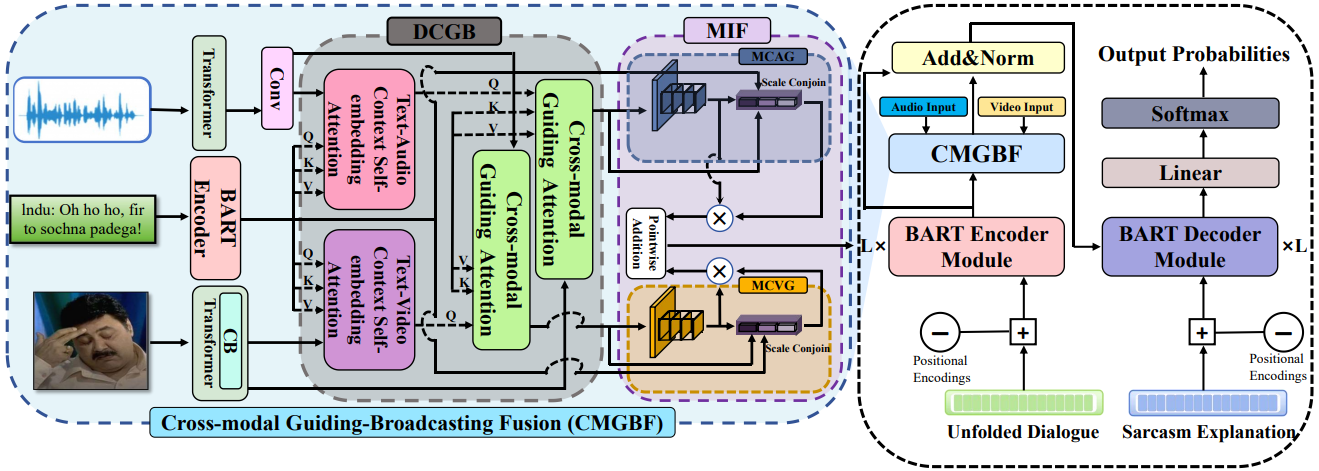 DCGB
MIF
MCAG
Transformer
Conv
Text-Audio
Context Self-
embedding
Attention
Q
K
V
Q
K
V
Cross-modal
Guiding Attention
Scale Conjoin
Indu: Oh ho ho, fir
to sochna padega!
BART
Encoder
Cross-modal
Guiding Attention
V
K
Q
Pointwise
Addition
×
×
Q
K
V
Text-Video
Context Self-
embedding
Attention
Transformer
CB
MCVG
Scale Conjoin
Cross-modal Guiding-Broadcasting Fusion (CMGBF)
Add&Norm
Audio Input
Video Input
CMGBF
L×
BART Encoder
Module
+
Positional
Encodings
Unfolded Dialogue
Output Probabilities
Softmax
Linear
BART Decoder
Module
×L
+
Positional
Encodings
Sarcasm Explanation